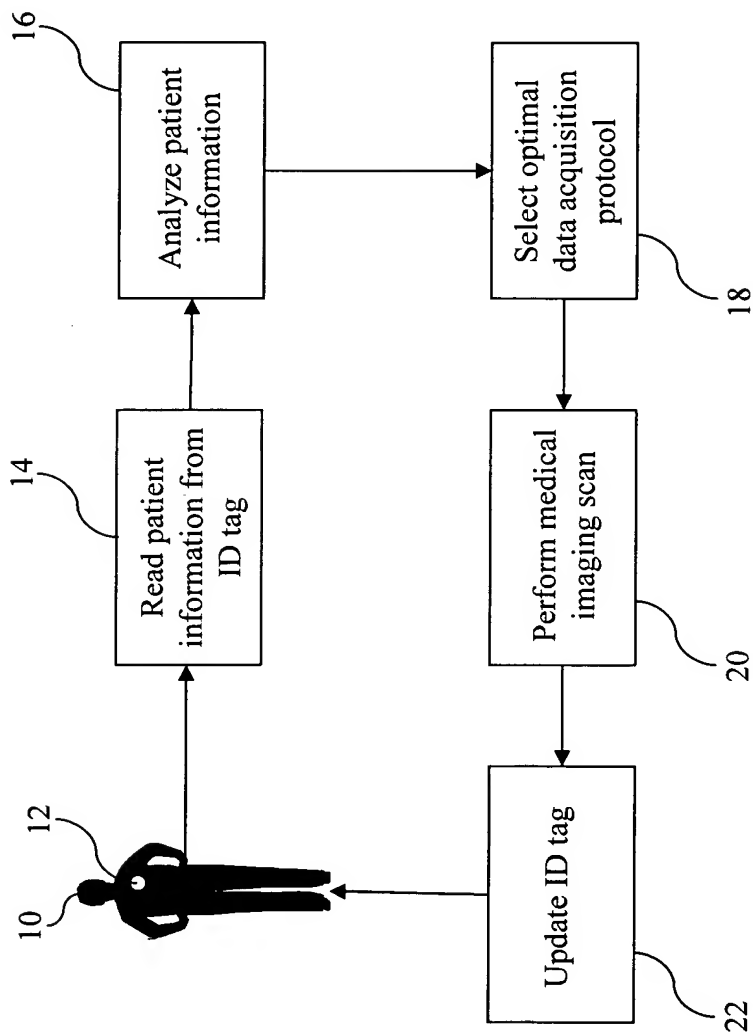 10
12
14
Read patient
information from
ID tag
16
Analyze patient
information
Select optimal
data acquisition
protocol
18
Perform medical
imaging scan
20
Update ID tag
22